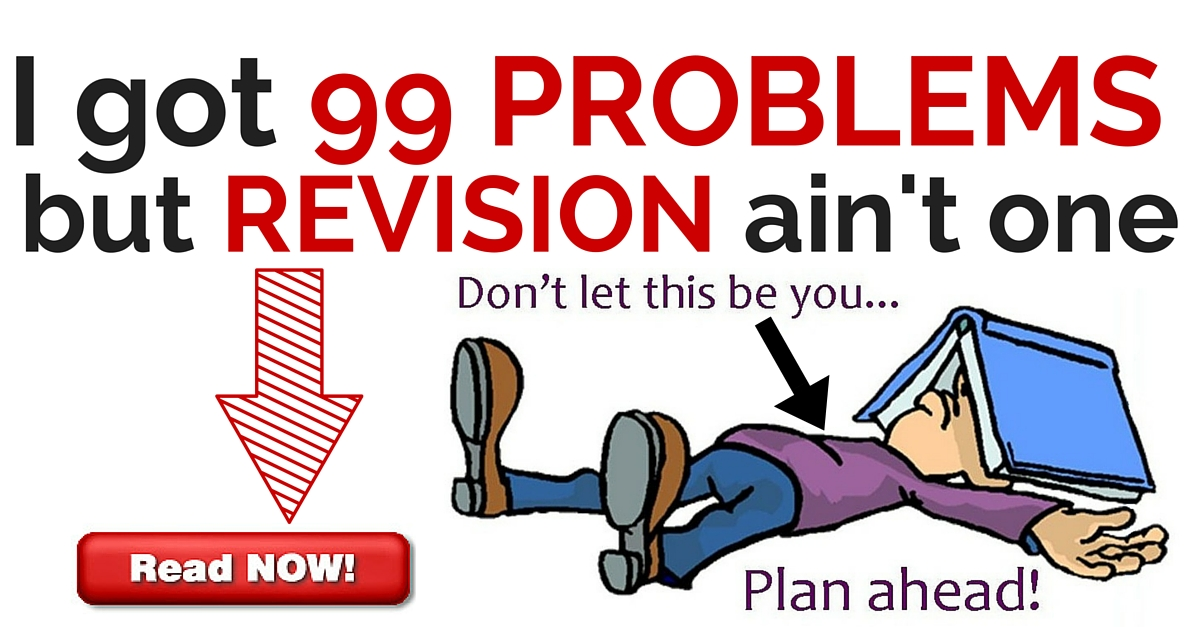 I got 99 PROBLEMS
but REVISION ain't one
Don’t let this be you...
Read NOW!
Plan ahead!